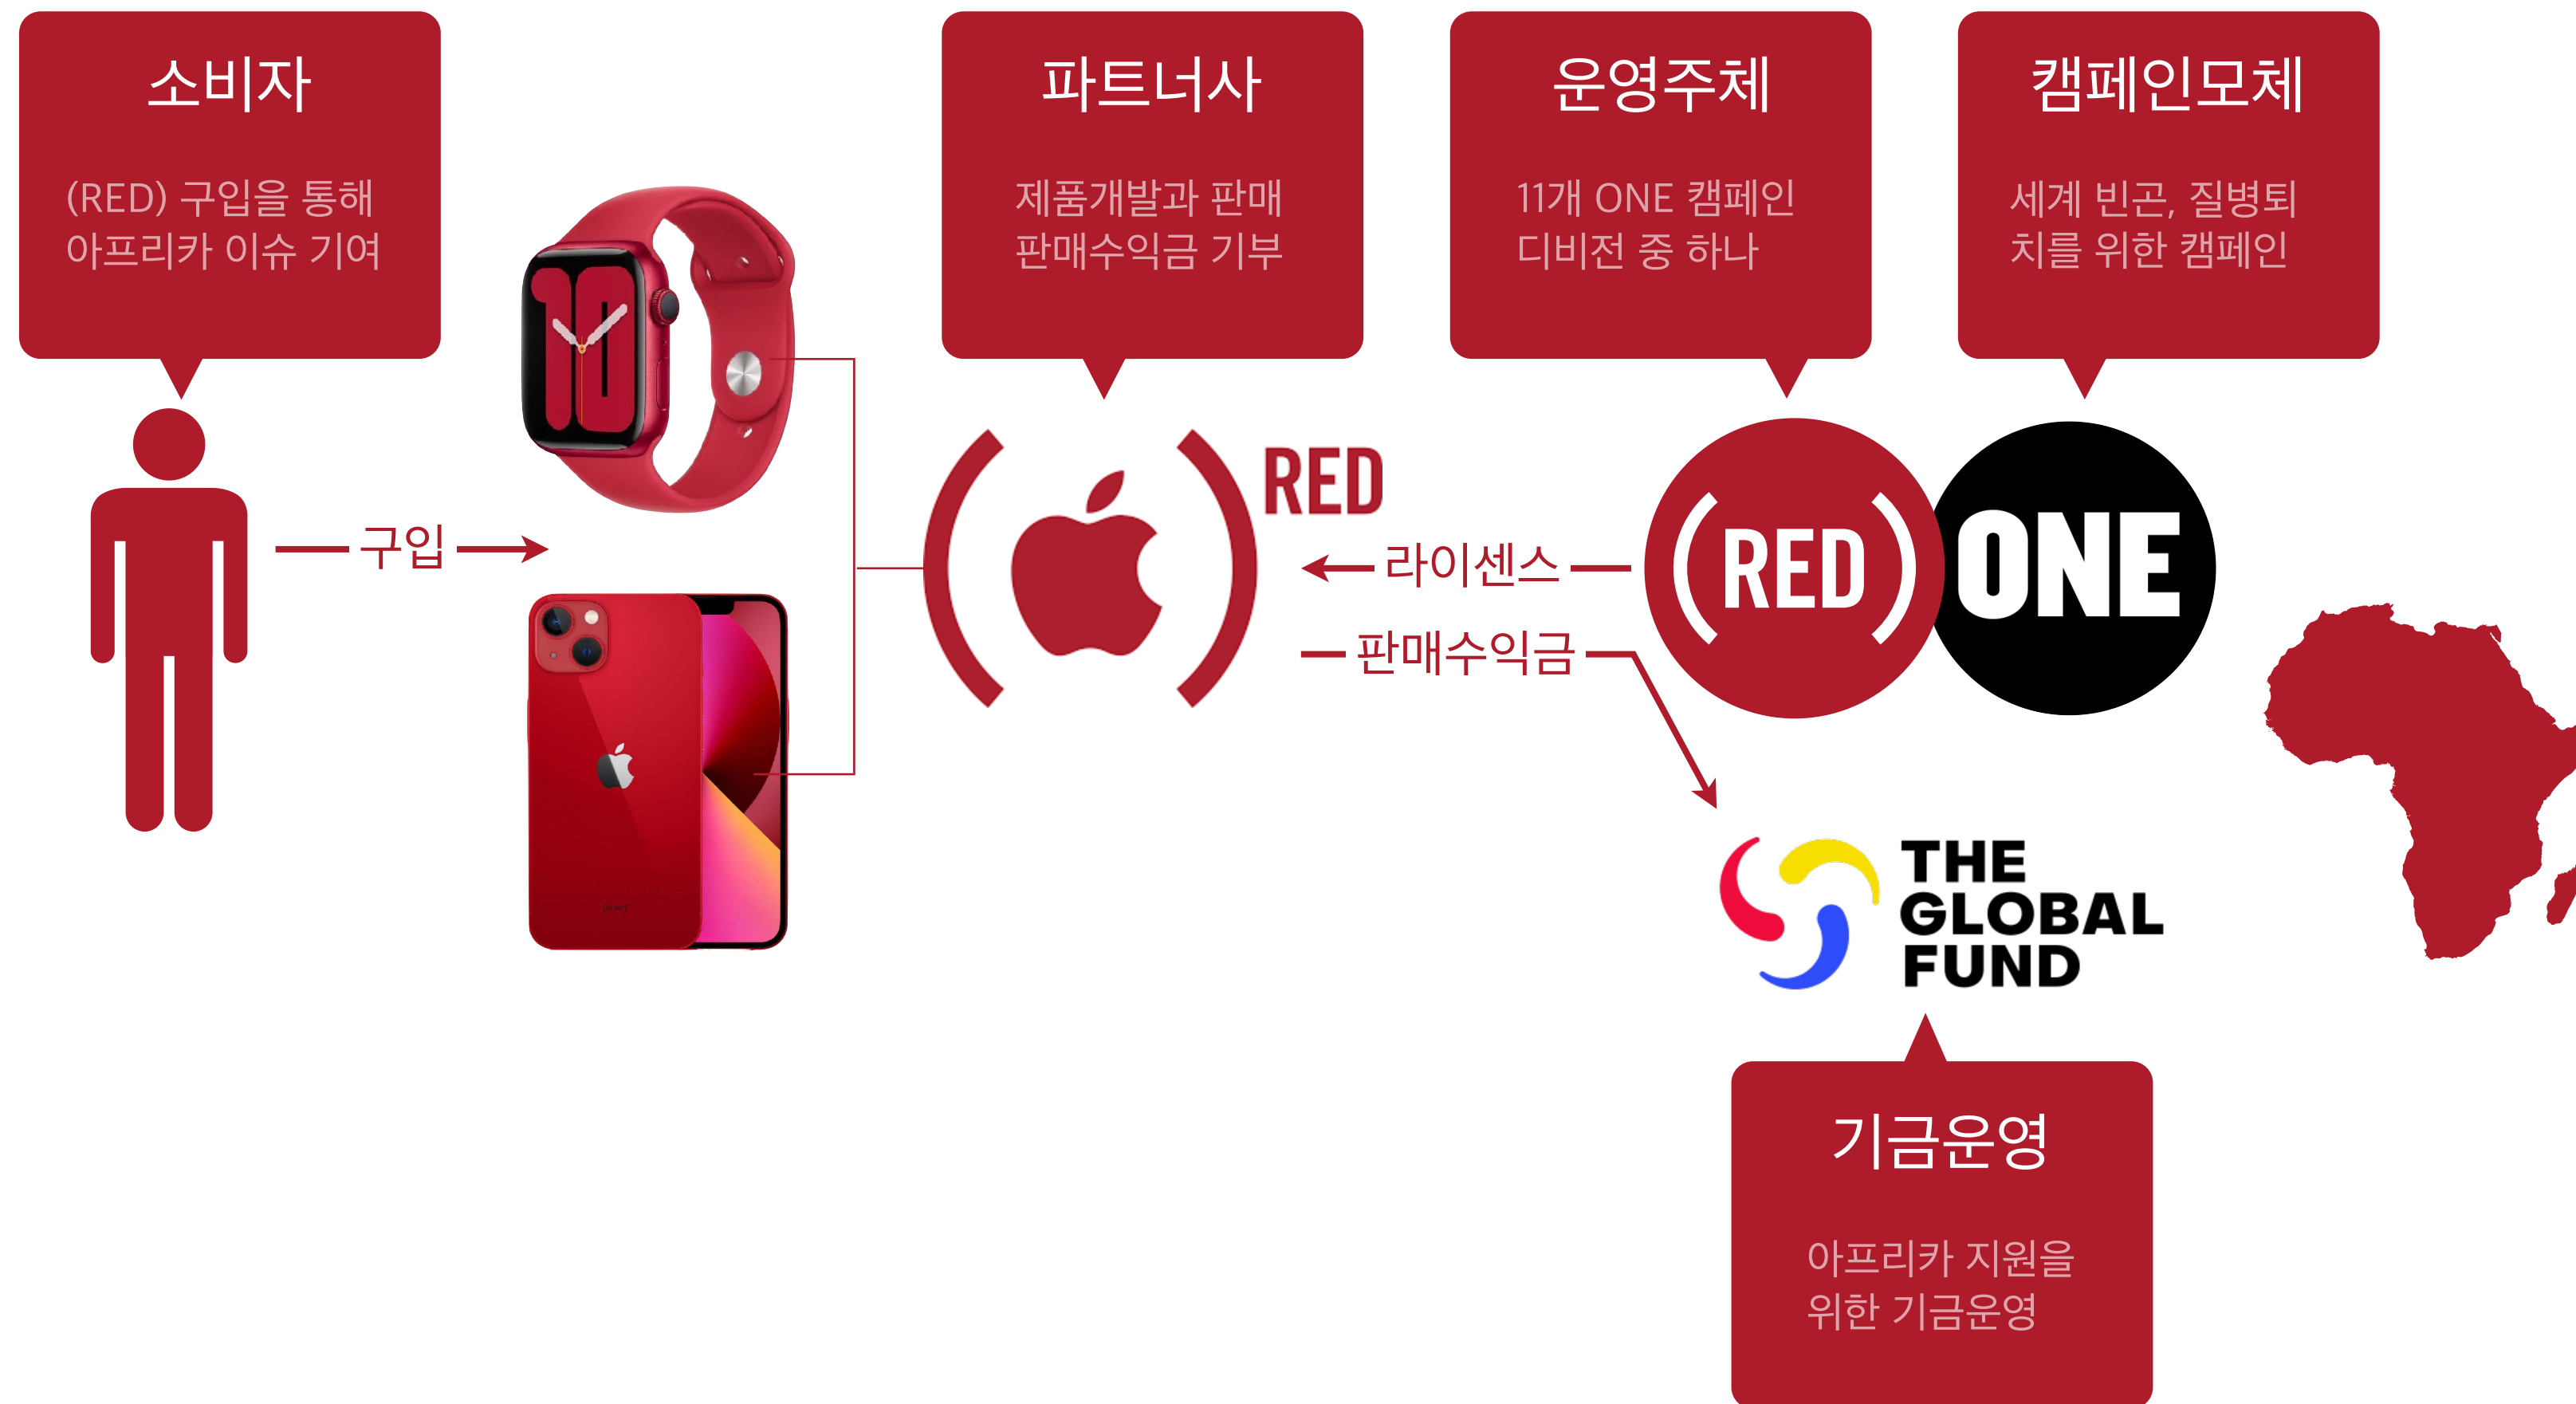 소비자
(RED) 구입을 통해
아프리카 이슈 기여
파트너사
제품개발과 판매
판매수익금 기부
운영주체
11개 ONE 캠페인
디비전 중 하나
캠페인모체
세계 빈곤, 질병퇴
치를 위한 캠페인
구입
RED
라이센스
판매수익금
(RED)
ONE
THE
GLOBAL
FUND
기금운영
아프리카 지원을
위한 기금운영